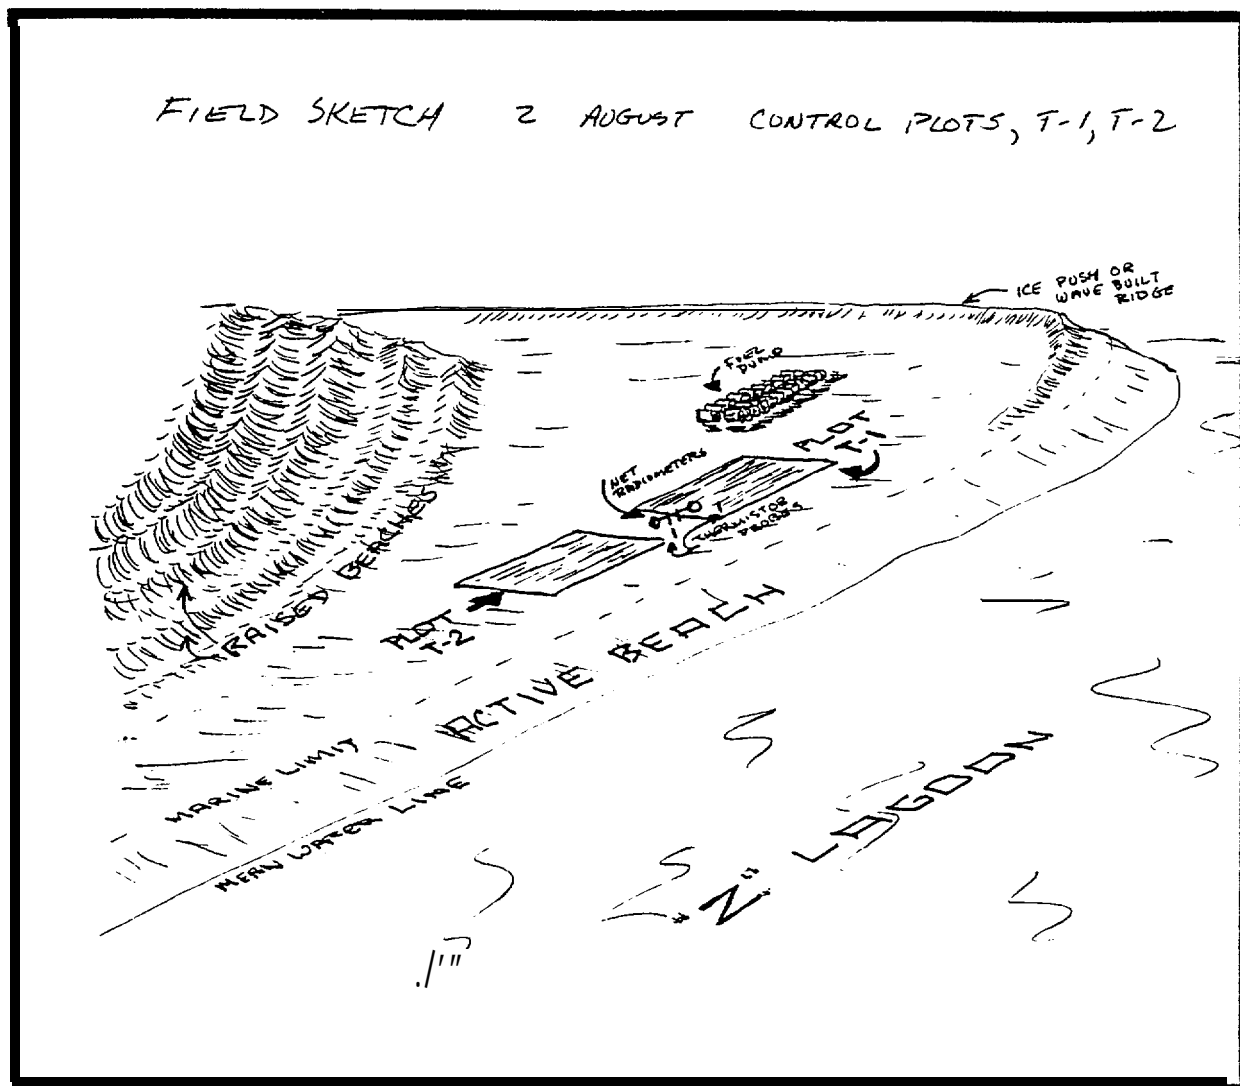 FIELD SKETCH 2 AUGUST CONTROL PLOTS, T-1, T-2
ICE PUSH OR
WAVE BUILT
RIDGE
FUEL
DUMP
PLOT
T-1
NET
RADIOMETERS
THERMISTOR
PROBES
RAISED BEACHES
PLOT
T-2
ACTIVE BEACH
MARINE LIMIT
MEAN WATER LINE
"Z" LAGOON